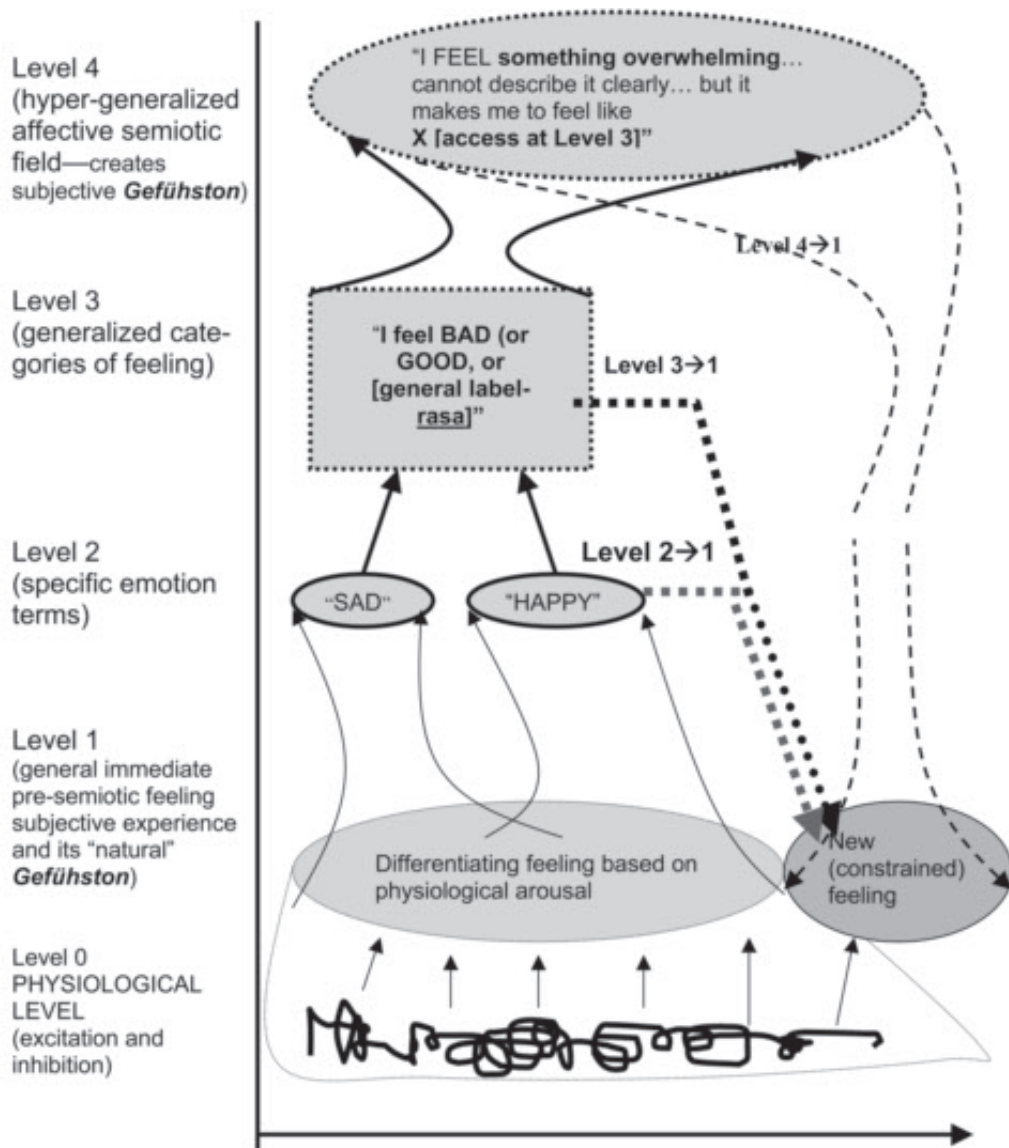 Level 4
(hyper-generalized
affective semiotic
field—creates
subjective Gefühston)
"I FEEL something overwhelming…
cannot describe it clearly… but it
makes me to feel like
X [access at Level 3]"
Level 4→1
Level 3
(generalized cate-
gories of feeling)
"I feel BAD (or
GOOD, or
[general label-
rasa]"
Level 3→1
Level 2
(specific emotion
terms)
Level 2→1
"SAD"
"HAPPY"
Level 1
(general immediate
pre-semiotic feeling
subjective experience
and its "natural"
Gefühston)
Differentiating feeling based on
physiological arousal
New
(constrained)
feeling
Level 0
PHYSIOLOGICAL
LEVEL
(excitation and
inhibition)